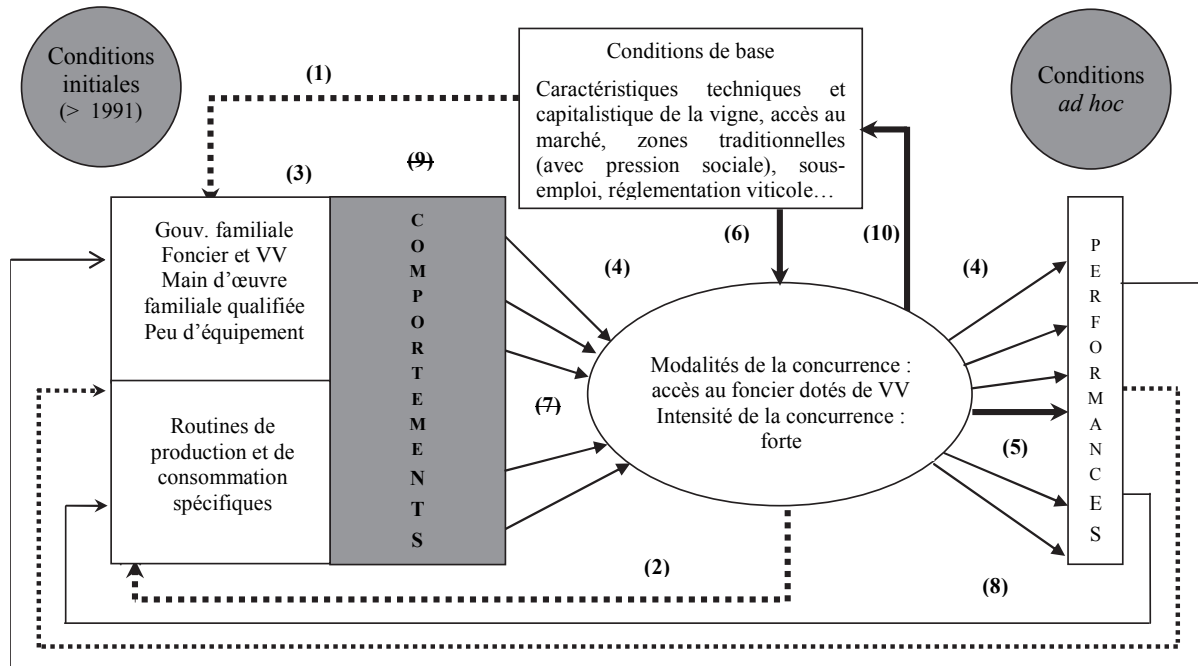 Conditions
initiales
(> 1991)
(1)
Conditions de base
Caractéristiques techniques et
capitalistique de la vigne, accès au
marché, zones traditionnelles
(avec pression sociale), sous-
emploi, réglementation viticole…
Conditions
ad hoc
(3)
(9)
Gouv. familiale
Foncier et VV
Main d'œuvre
familiale qualifiée
Peu d'équipement
Routines de
production et de
consommation
spécifiques
C
O
M
P
O
R
T
E
M
E
N
T
S
(4)
(7)
(6)
(10)
Modalités de la concurrence :
accès au foncier dotés de VV
Intensité de la concurrence :
forte
(4)
(5)
P
E
R
F
O
R
M
A
N
C
E
S
(2)
(8)